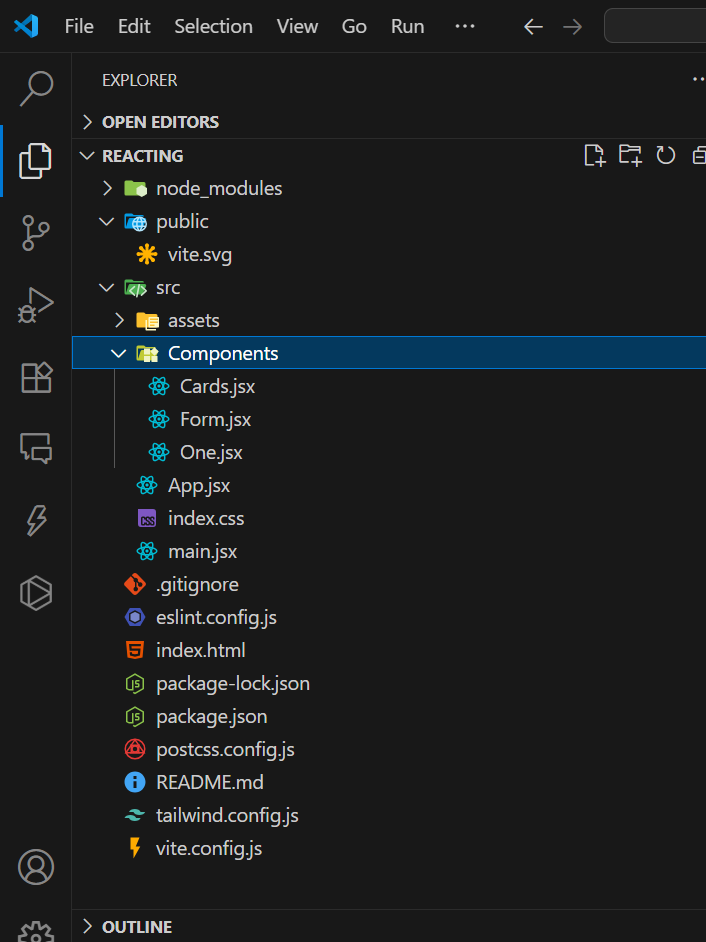 File Edit Selection View Go Run ...
EXPLORER
OPEN EDITORS
REACTING
node_modules
public
vite.svg
src
assets
Components
Cards.jsx
Form.jsx
One.jsx
App.jsx
index.css
main.jsx
.gitignore
eslint.config.js
index.html
package-lock.json
package.json
postcss.config.js
README.md
tailwind.config.js
vite.config.js
OUTLINE